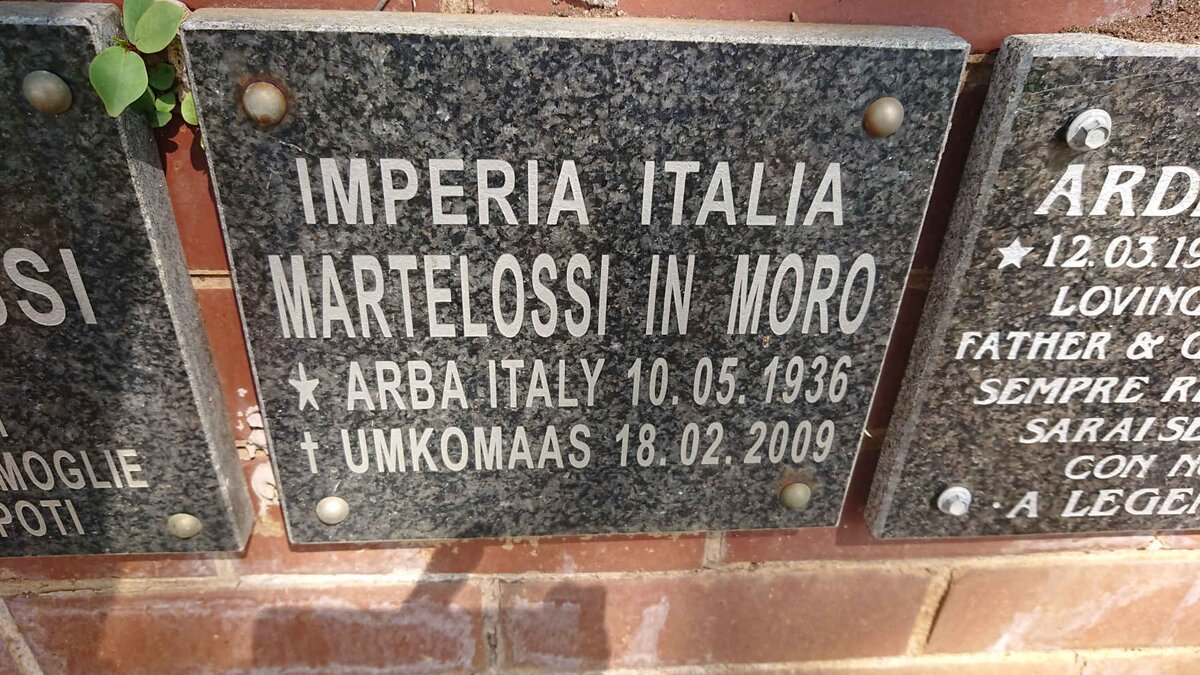 SSI
MOGLIE
POTI
IMPERIA ITALIA
MARTELOSSI IN MORO
★ ARBA ITALY 10.05.1936
† UMKOMAAS 18.02.2009
ARD
★ 12.03.19
LOVING
FATHER &
SEMPRE
SARAI
CON N
· A LEGE